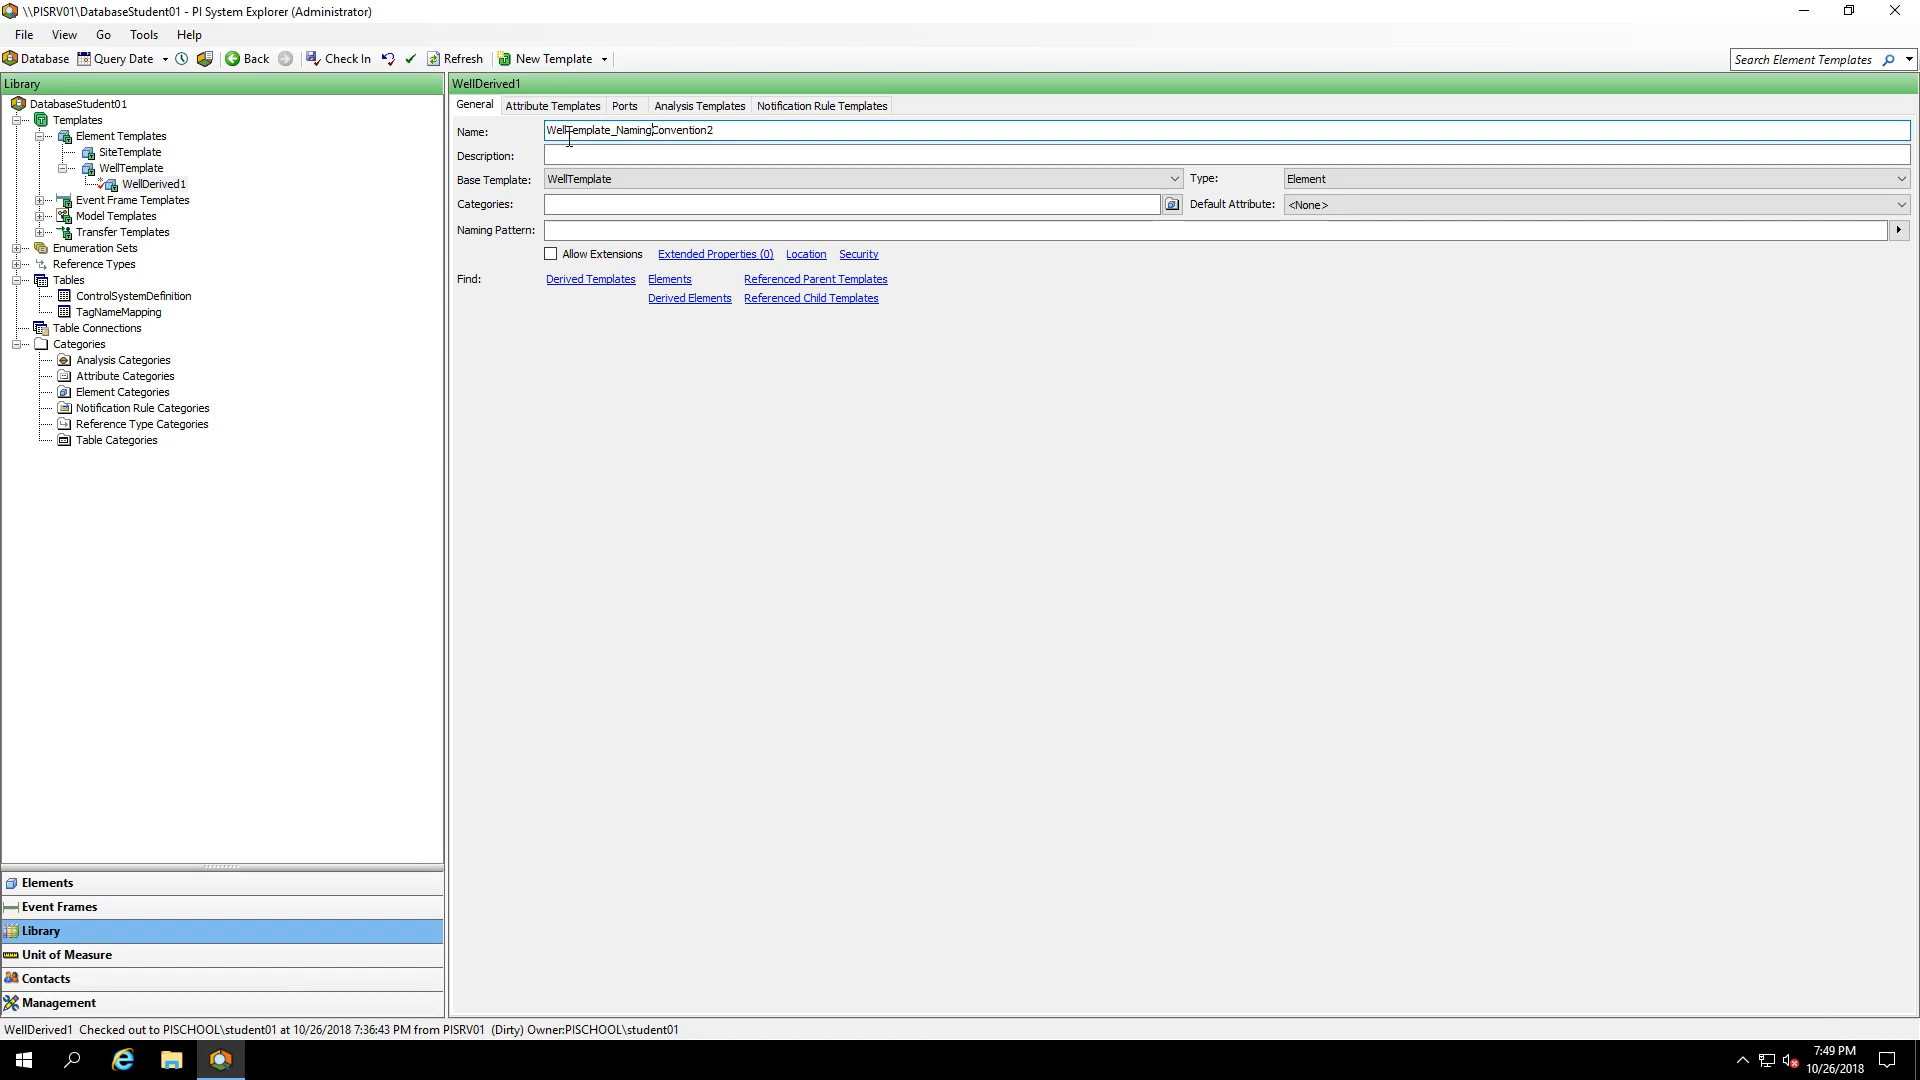 \\PISRV01\DatabaseStudent01 - PI System Explorer (Administrator)
File View Go Tools Help
Database Query Date Back Check In Refresh New Template Search Element Templates
Library
DatabaseStudent01
Templates
Element Templates
SiteTemplate
WellTemplate
WellDerived1
Event Frame Templates
Model Templates
Transfer Templates
Enumeration Sets
Reference Types
Tables
ControlSystemDefinition
TagNameMapping
Table Connections
Categories
Analysis Categories
Attribute Categories
Element Categories
Notification Rule Categories
Reference Type Categories
Table Categories
Elements
Event Frames
Library
Unit of Measure
Contacts
Management
WellDerived1
General Attribute Templates Ports Analysis Templates Notification Rule Templates
Name: WellTemplate_NamingConvention2
Description:
Base Template: WellTemplate Type: Element
Categories: Default Attribute: <None>
Naming Pattern:
Allow Extensions Extended Properties (0) Location Security
Find: Derived Templates Elements Referenced Parent Templates
Derived Elements Referenced Child Templates
WellDerived1 Checked out to PISCHOOL\student01 at 10/26/2018 7:36:43 PM from PISRV01 (Dirty) Owner:PISCHOOL\student01
7:49 PM
10/26/2018